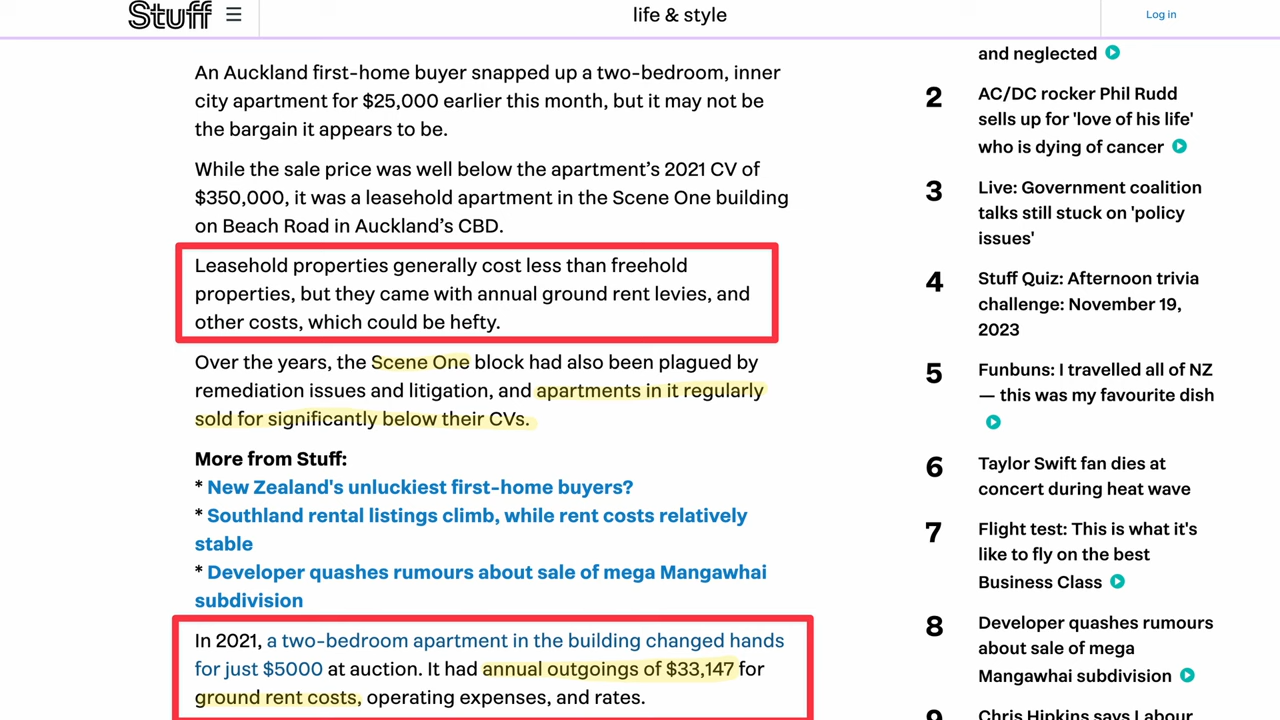 Stuff
life & style
Log in
An Auckland first-home buyer snapped up a two-bedroom, inner
city apartment for $25,000 earlier this month, but it may not be
the bargain it appears to be.
While the sale price was well below the apartment’s 2021 CV of
$350,000, it was a leasehold apartment in the Scene One building
on Beach Road in Auckland’s CBD.
Leasehold properties generally cost less than freehold
properties, but they came with annual ground rent levies, and
other costs, which could be hefty.
Over the years, the Scene One block had also been plagued by
remediation issues and litigation, and apartments in it regularly
sold for significantly below their CVs.
More from Stuff:
* New Zealand's unluckiest first-home buyers?
* Southland rental listings climb, while rent costs relatively
stable
* Developer quashes rumours about sale of mega Mangawhai
subdivision
In 2021, a two-bedroom apartment in the building changed hands
for just $5000 at auction. It had annual outgoings of $33,147 for
ground rent costs, operating expenses, and rates.
and neglected
2
AC/DC rocker Phil Rudd
sells up for 'love of his life'
who is dying of cancer
3
Live: Government coalition
talks still stuck on 'policy
issues'
4
Stuff Quiz: Afternoon trivia
challenge: November 19,
2023
5
Funbuns: I travelled all of NZ
— this was my favourite dish
6
Taylor Swift fan dies at
concert during heat wave
7
Flight test: This is what it's
like to fly on the best
Business Class
8
Developer quashes rumours
about sale of mega
Mangawhai subdivision
9
Chris Hipkins says Labour